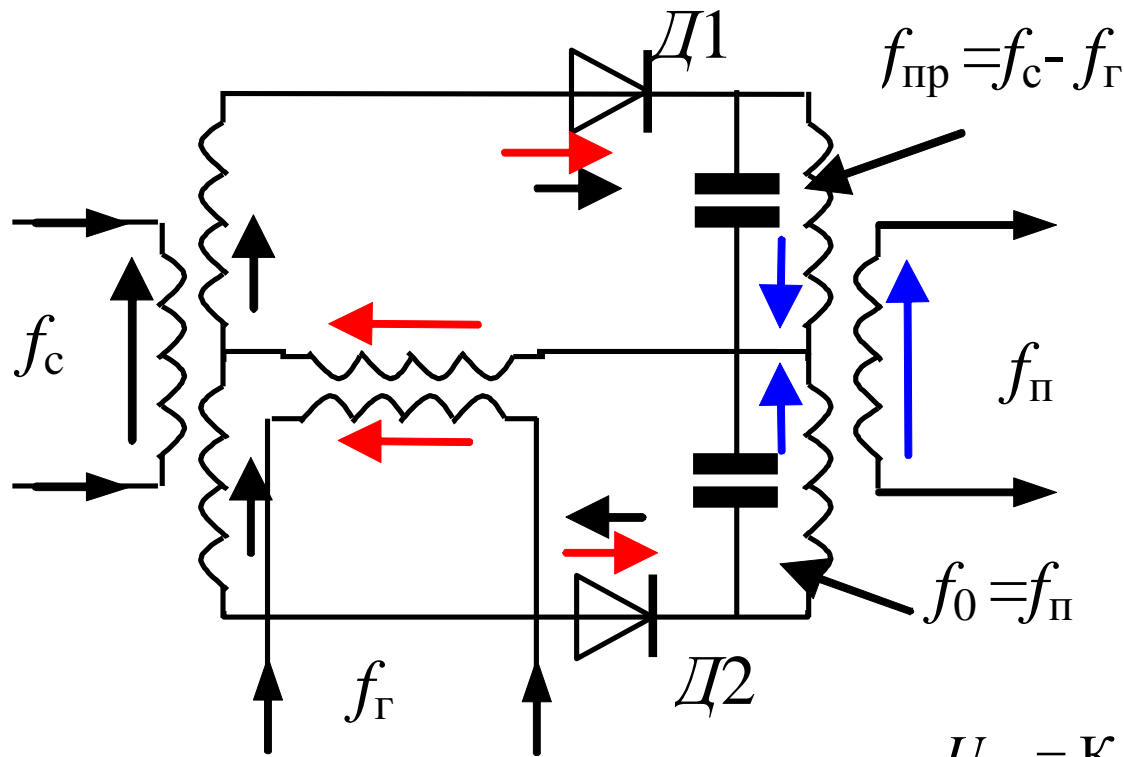 Д1
fпр =fс- fг
fс
fп
f0 =fп
Д2
fг
U = К